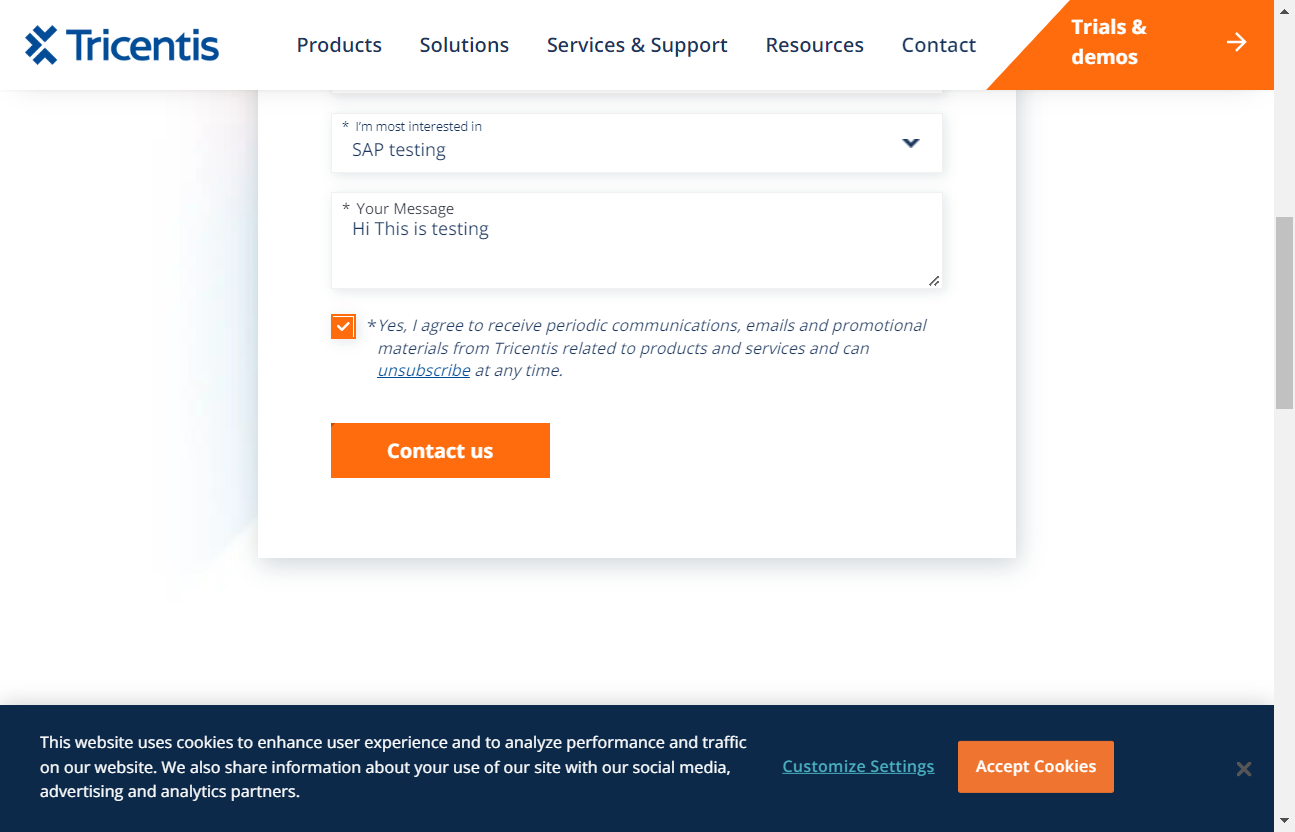 Tricentis
Products
Solutions
Services & Support
Resources
Contact
Trials &
demos
* I'm most interested in
SAP testing
* Your Message
Hi This is testing
*Yes, I agree to receive periodic communications, emails and promotional
materials from Tricentis related to products and services and can
unsubscribe at any time.
Contact us
This website uses cookies to enhance user experience and to analyze performance and traffic
on our website. We also share information about your use of our site with our social media,
advertising and analytics partners.
Customize Settings
Accept Cookies